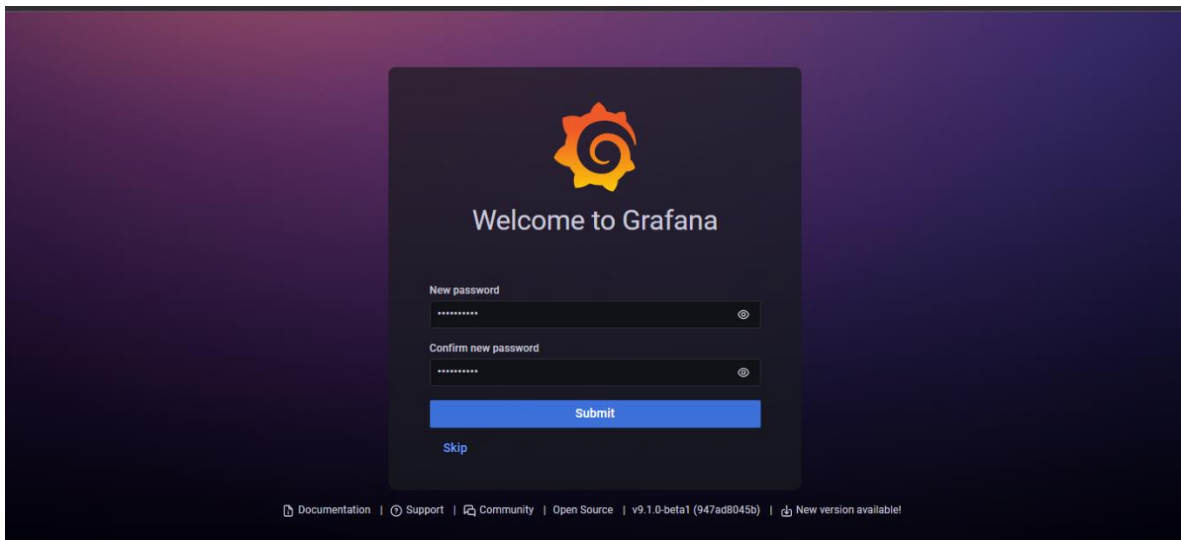 Welcome to Grafana
New password
••••••••••
Confirm new password
••••••••••
Submit
Skip
Documentation | Support | Community | Open Source | v9.1.0-beta1 (947ad8045b) | New version available!